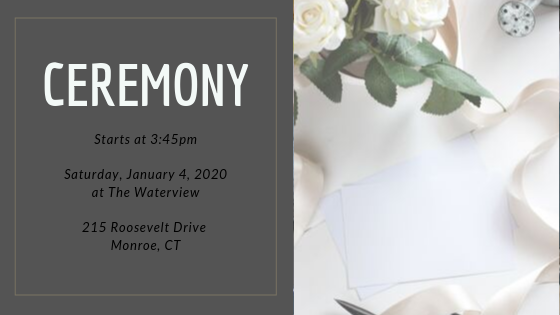 CEREMONY
Starts at 3:45pm
Saturday, January 4, 2020
at The Waterview
215 Roosevelt Drive
Monroe, CT